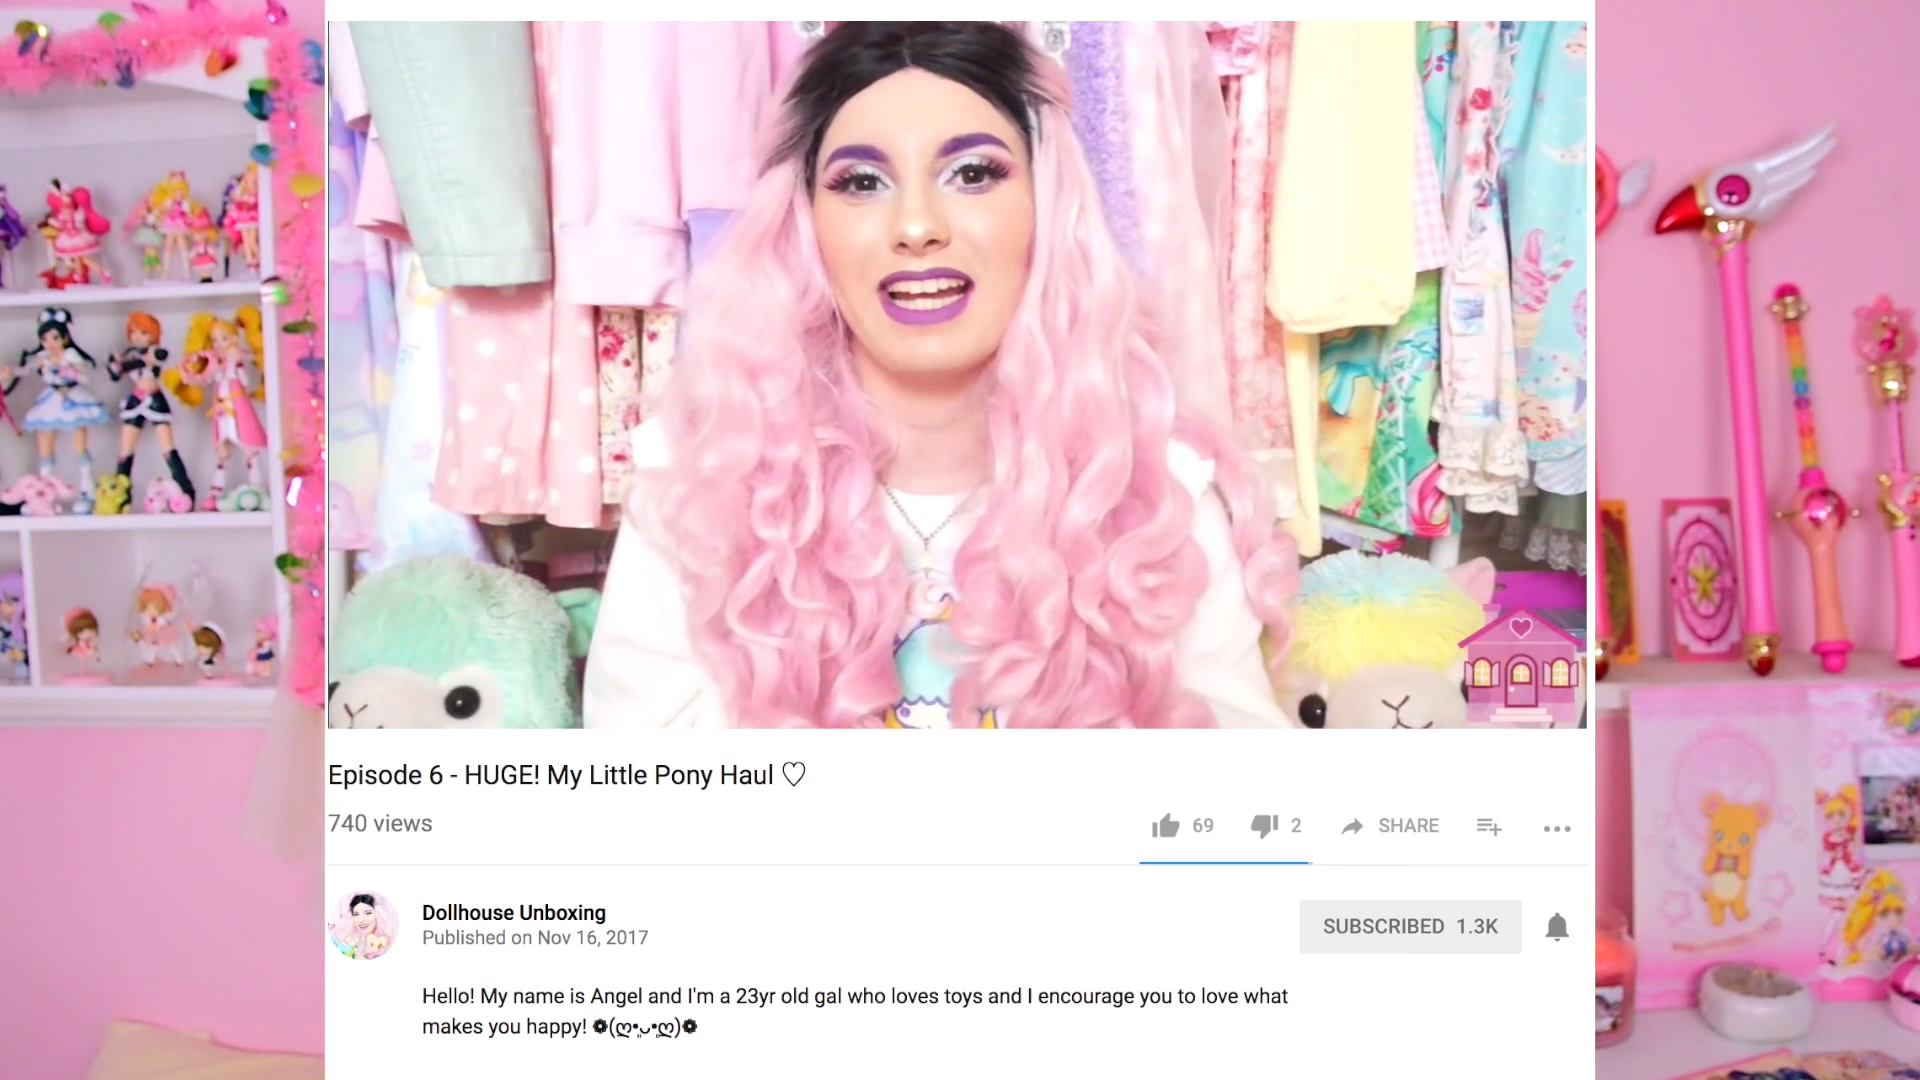 Episode 6 - HUGE! My Little Pony Haul ♡
740 views
69 2 SHARE
Dollhouse Unboxing
Published on Nov 16, 2017
SUBSCRIBED 1.3K
Hello! My name is Angel and I'm a 23yr old gal who loves toys and I encourage you to love what
makes you happy! ❁(ღ•͈ᴗ•͈ღ)❁